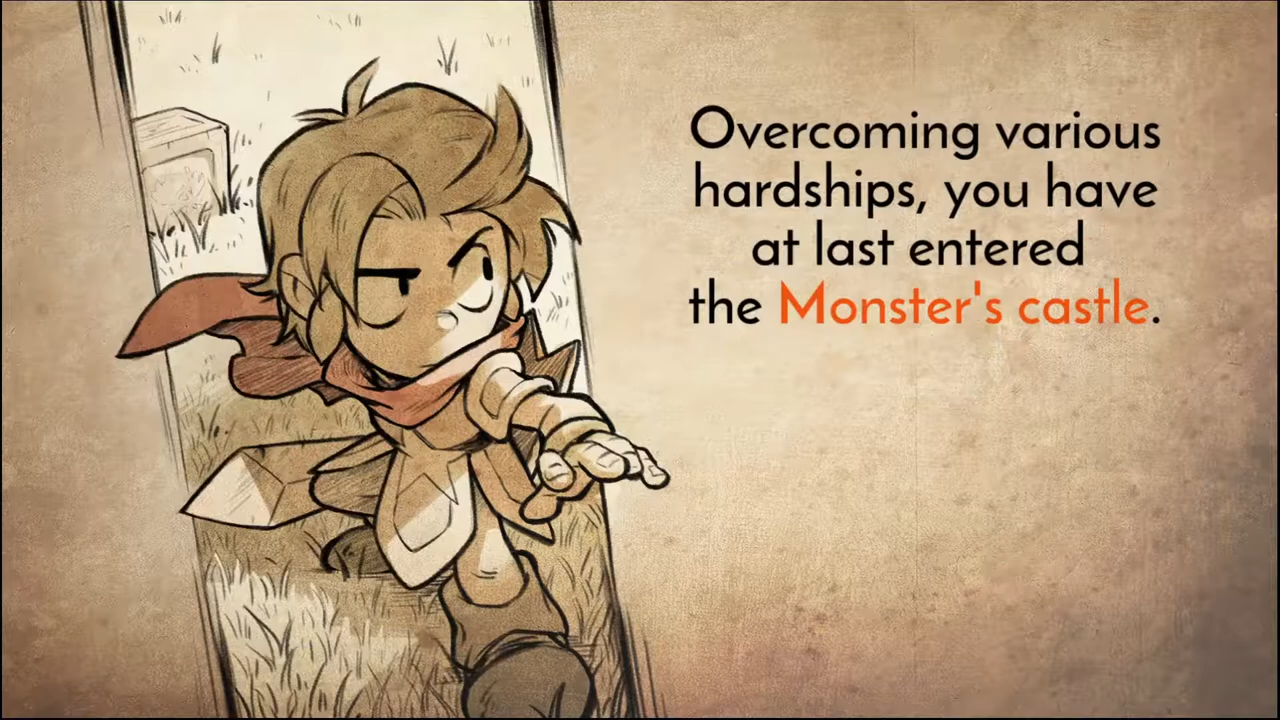 Overcoming various
hardships, you have
at last entered
the Monster's castle.